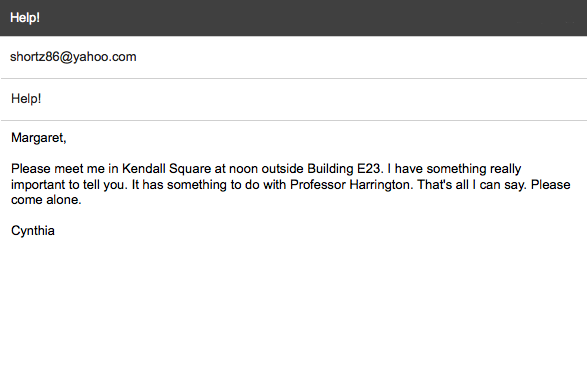 Help!
shortz86@yahoo.com
Help!
Margaret,
Please meet me in Kendall Square at noon outside Building E23. I have something really
important to tell you. It has something to do with Professor Harrington. That's all I can say. Please
come alone.
Cynthia